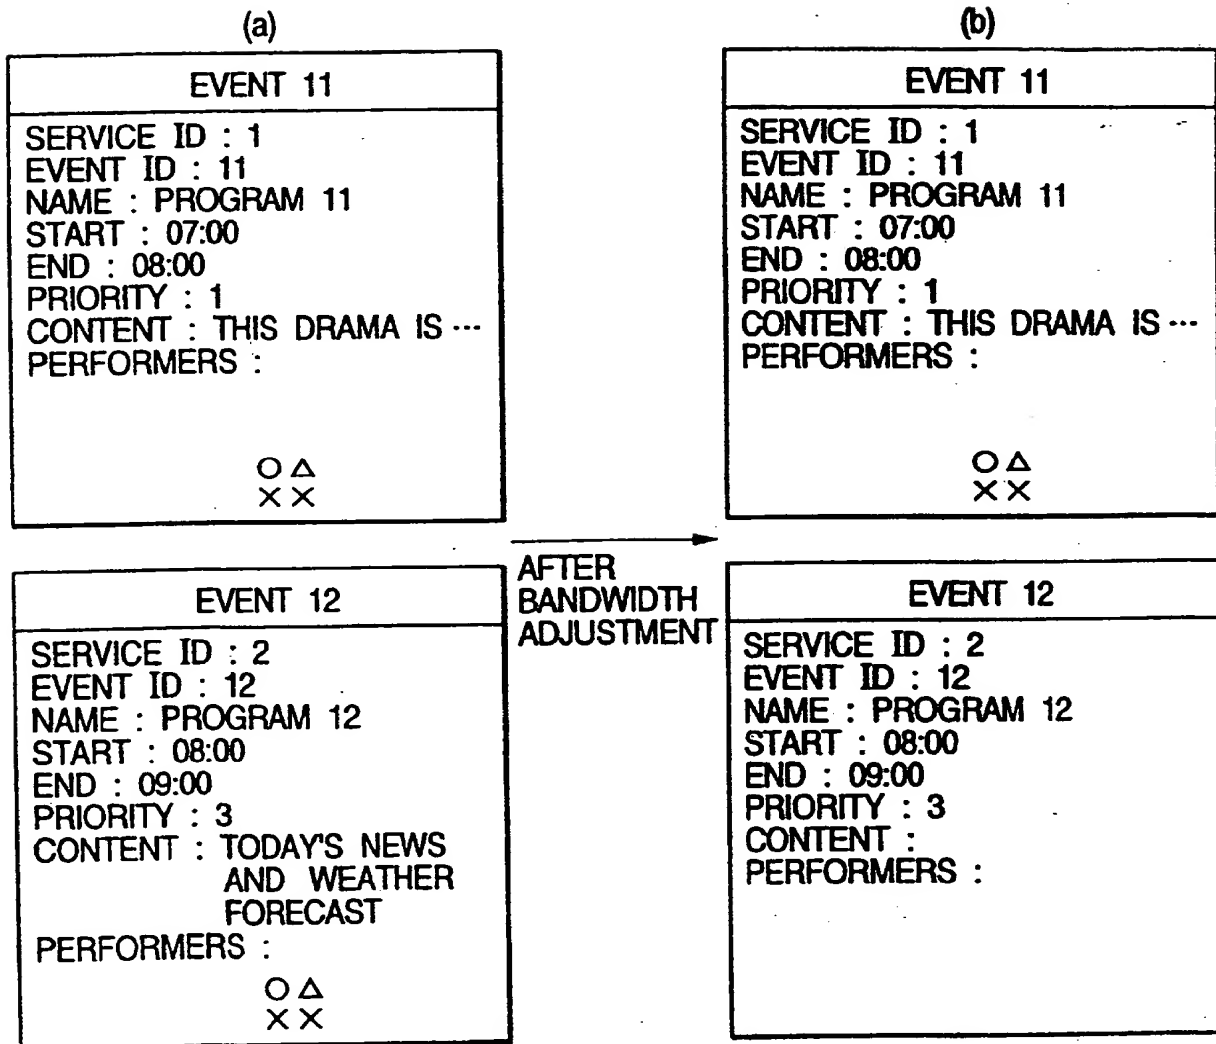 (a)
EVENT 11
SERVICE ID : 1
EVENT ID : 11
NAME : PROGRAM 11
START : 07:00
END : 08:00
PRIORITY : 1
CONTENT : THIS DRAMA IS ···
PERFORMERS :
○△
××
EVENT 12
SERVICE ID : 2
EVENT ID : 12
NAME : PROGRAM 12
START : 08:00
END : 09:00
PRIORITY : 3
CONTENT : TODAY'S NEWS
AND WEATHER
FORECAST
PERFORMERS :
○△
××
AFTER
BANDWIDTH
ADJUSTMENT
(b)
EVENT 11
SERVICE ID : 1
EVENT ID : 11
NAME : PROGRAM 11
START : 07:00
END : 08:00
PRIORITY : 1
CONTENT : THIS DRAMA IS ···
PERFORMERS :
○△
××
EVENT 12
SERVICE ID : 2
EVENT ID : 12
NAME : PROGRAM 12
START : 08:00
END : 09:00
PRIORITY : 3
CONTENT :
PERFORMERS :